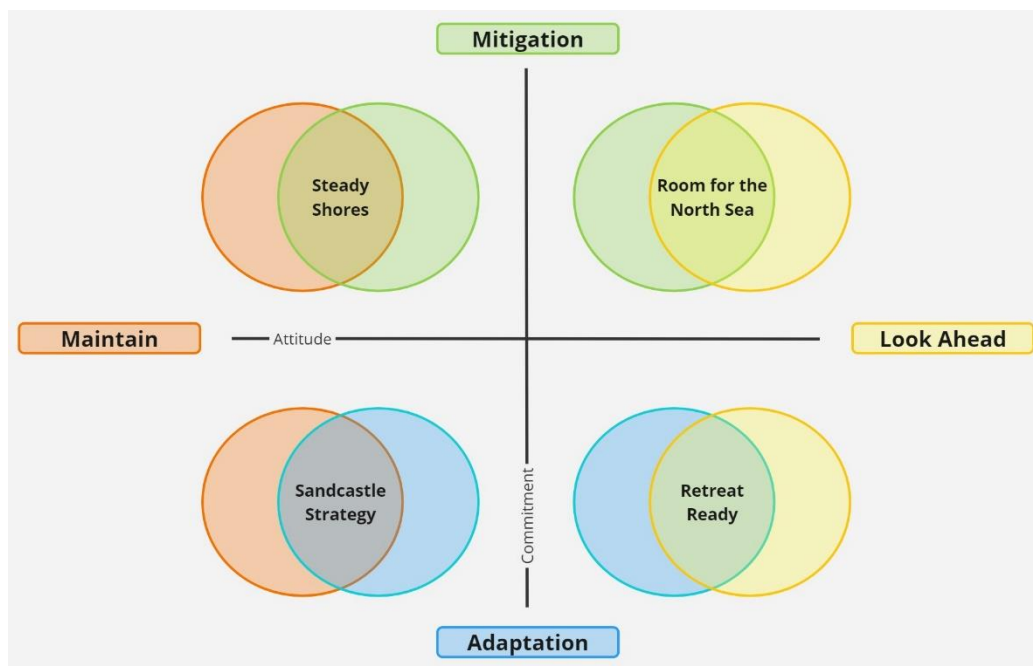 Mitigation
Steady
Shores
Room for the
North Sea
Maintain
Attitude
Look Ahead
Sandcastle
Strategy
Commitment
Retreat
Ready
Adaptation